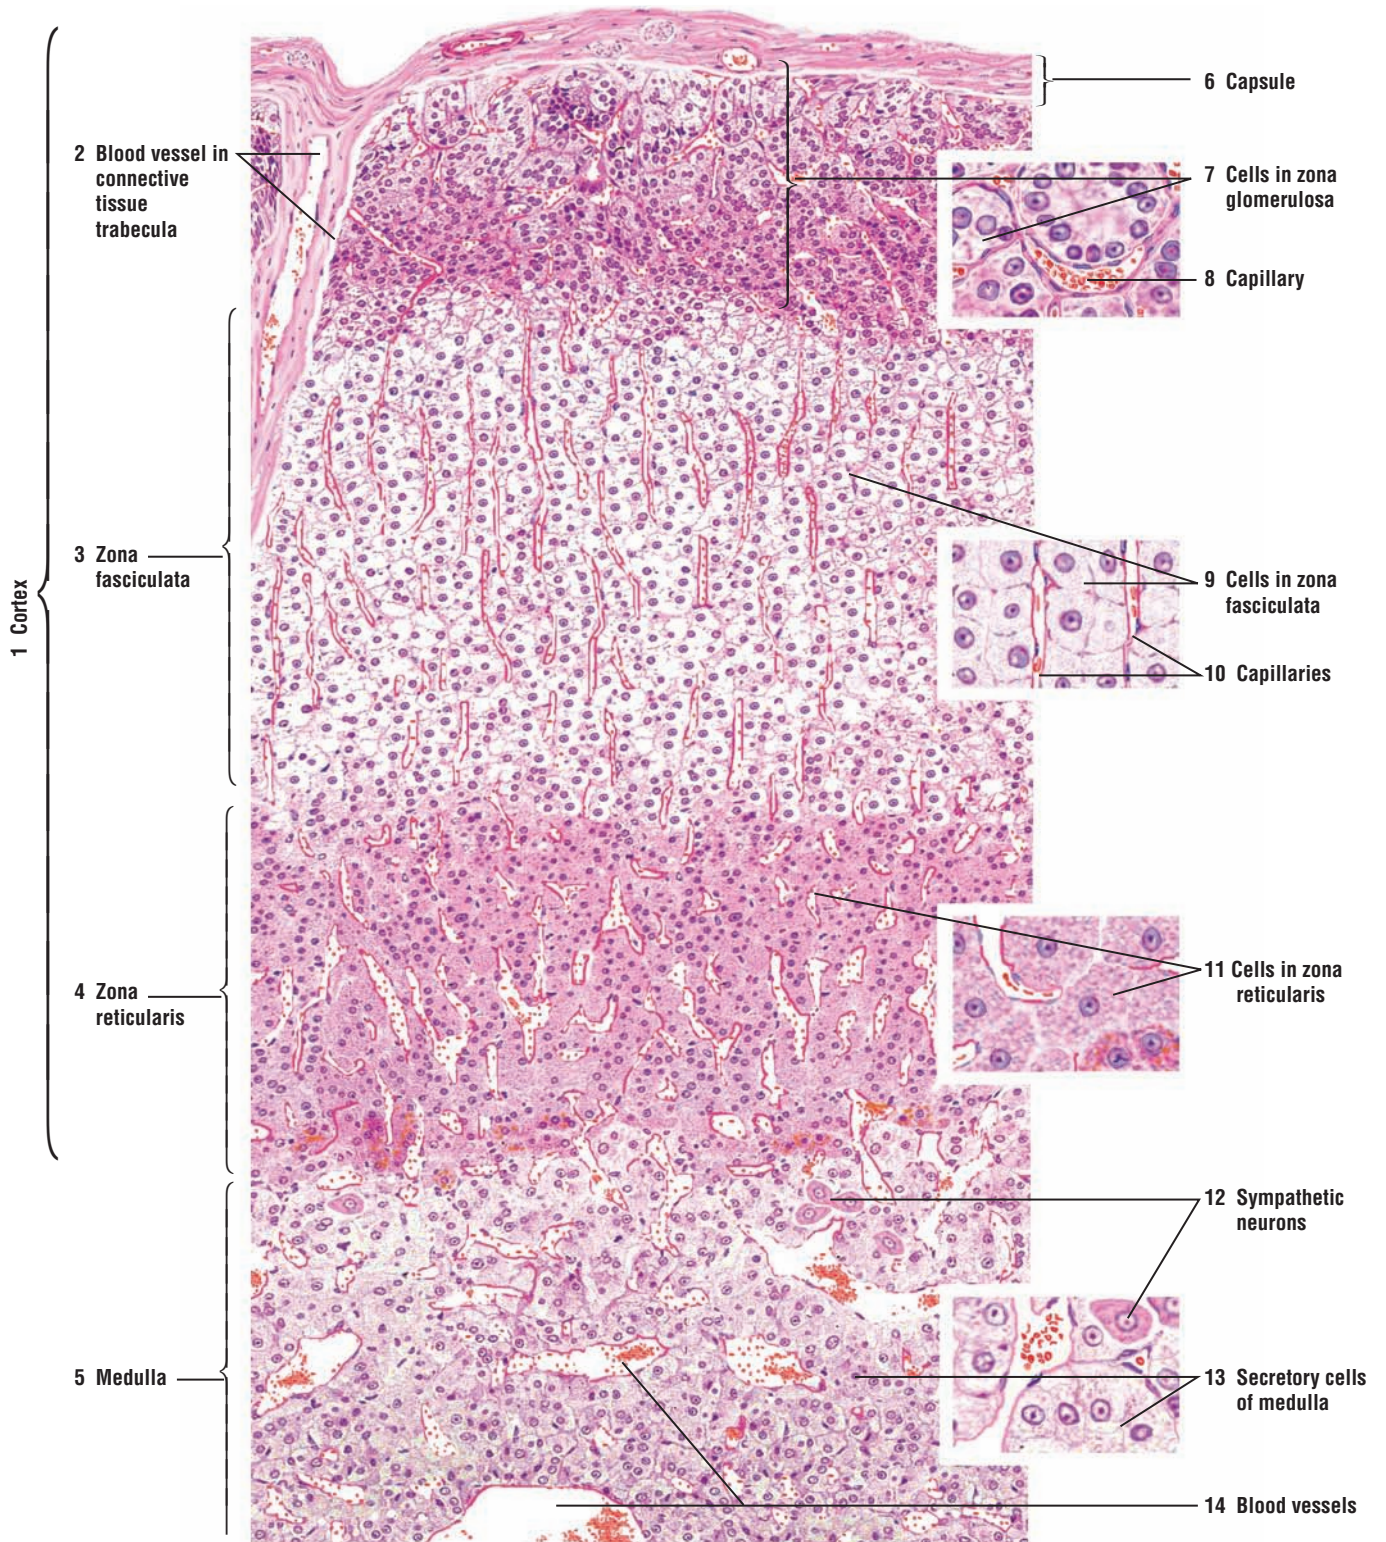 1 Cortex
2 Blood vessel in
connective
tissue
trabecula
3 Zona
fasciculata
4 Zona
reticularis
5 Medulla
6 Capsule
7 Cells in zona
glomerulosa
8 Capillary
9 Cells in zona
fasciculata
10 Capillaries
11 Cells in zona
reticularis
12 Sympathetic
neurons
13 Secretory cells
of medulla
14 Blood vessels